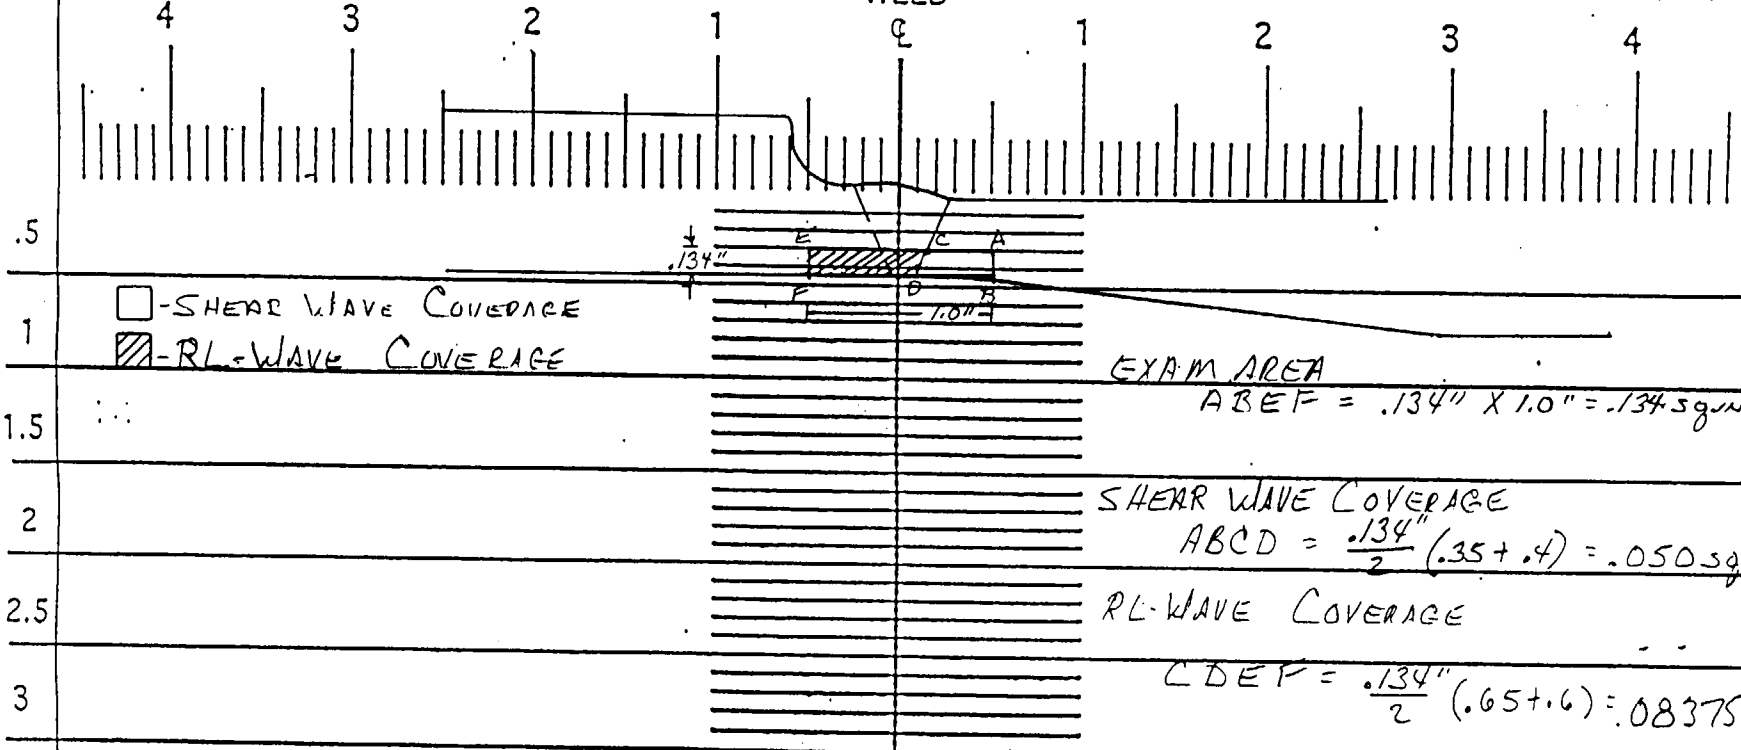 4 3 2 1 ℄ 1 2 3 4
.5
E C A
.134"
F D B
1.0"
- SHEAR WAVE COVERAGE
1
- RL-WAVE COVERAGE
EXAM AREA
ABEF = .134" X 1.0" = .134 sq.in
1.5
SHEAR WAVE COVERAGE
2
ABCD = .134"/2 (.35 + .4) = .050 sq
2.5
RL-WAVE COVERAGE
CDEF = .134"/2 (.65+.6) = .08375
3